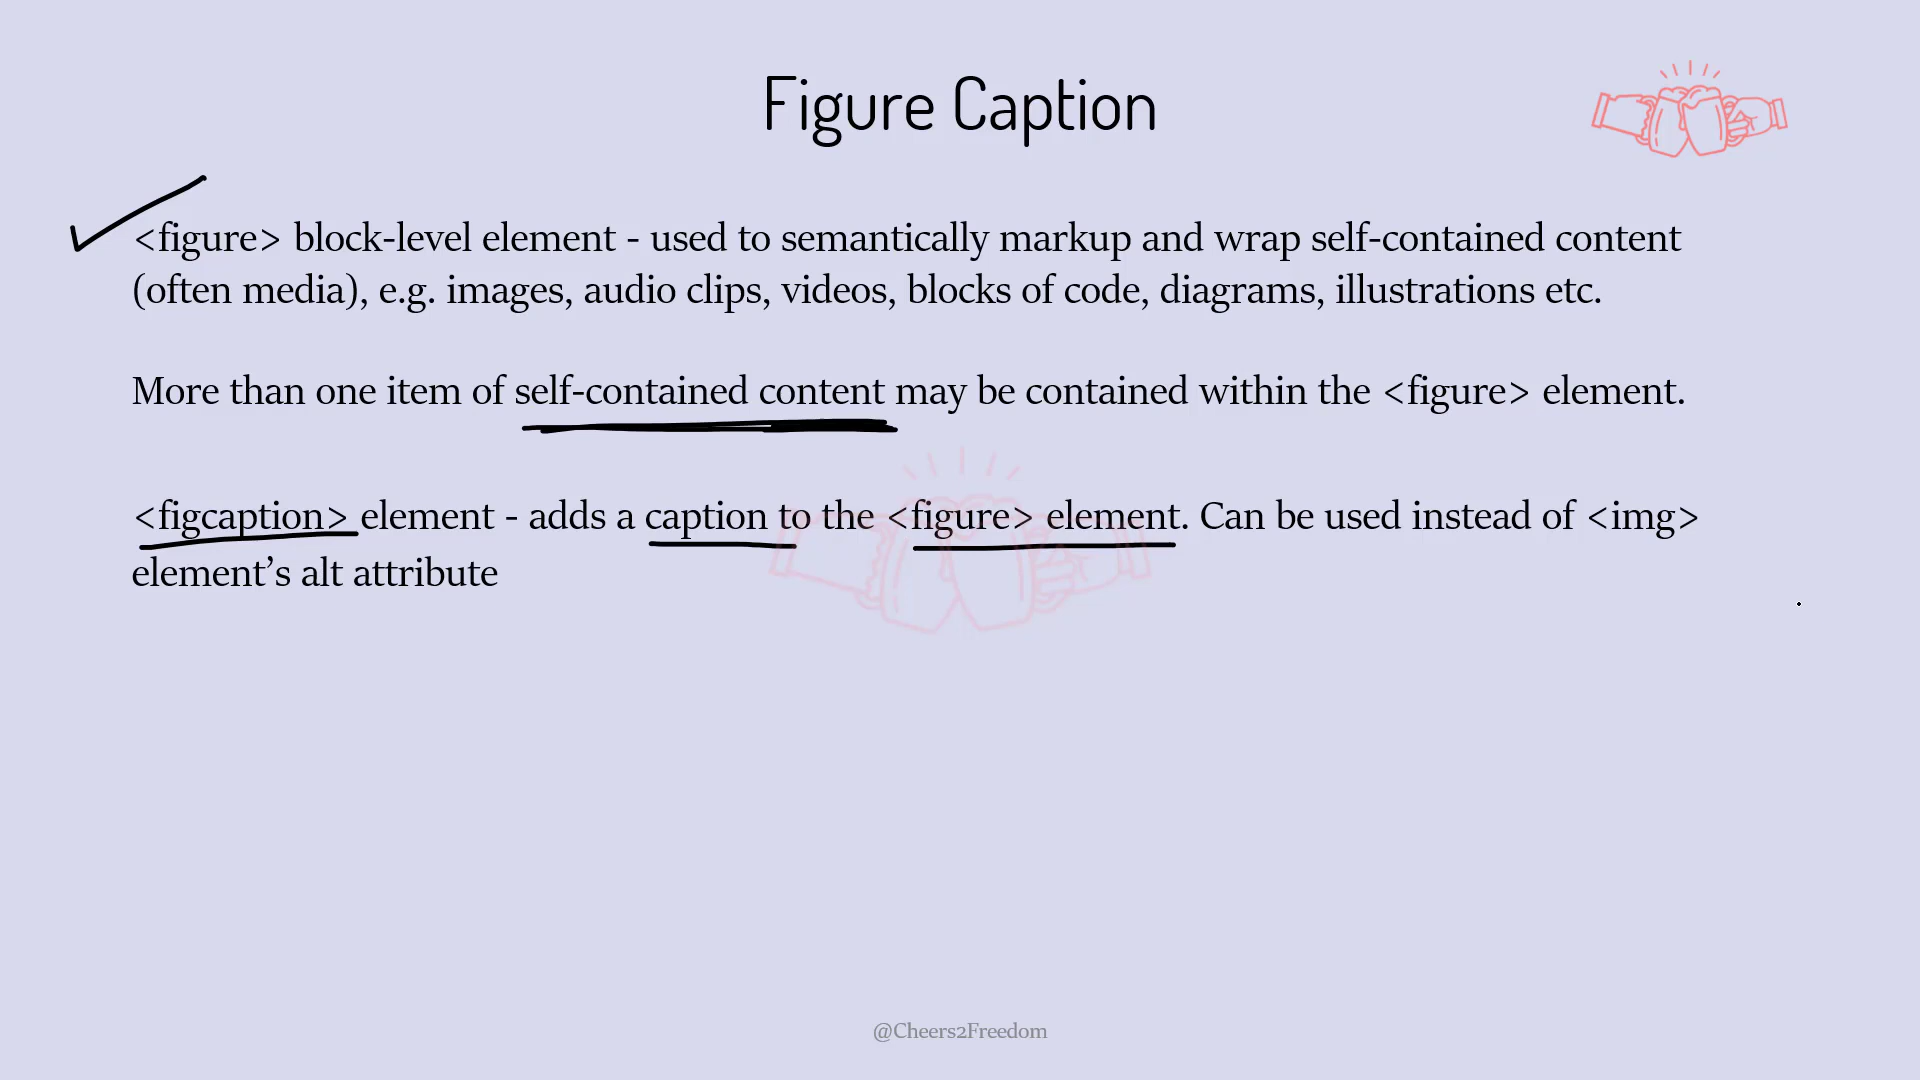 Figure Caption
<figure> block-level element - used to semantically markup and wrap self-contained content
(often media), e.g. images, audio clips, videos, blocks of code, diagrams, illustrations etc.
More than one item of self-contained content may be contained within the <figure> element.
<figcaption> element - adds a caption to the <figure> element. Can be used instead of <img>
element’s alt attribute
@Cheers2Freedom